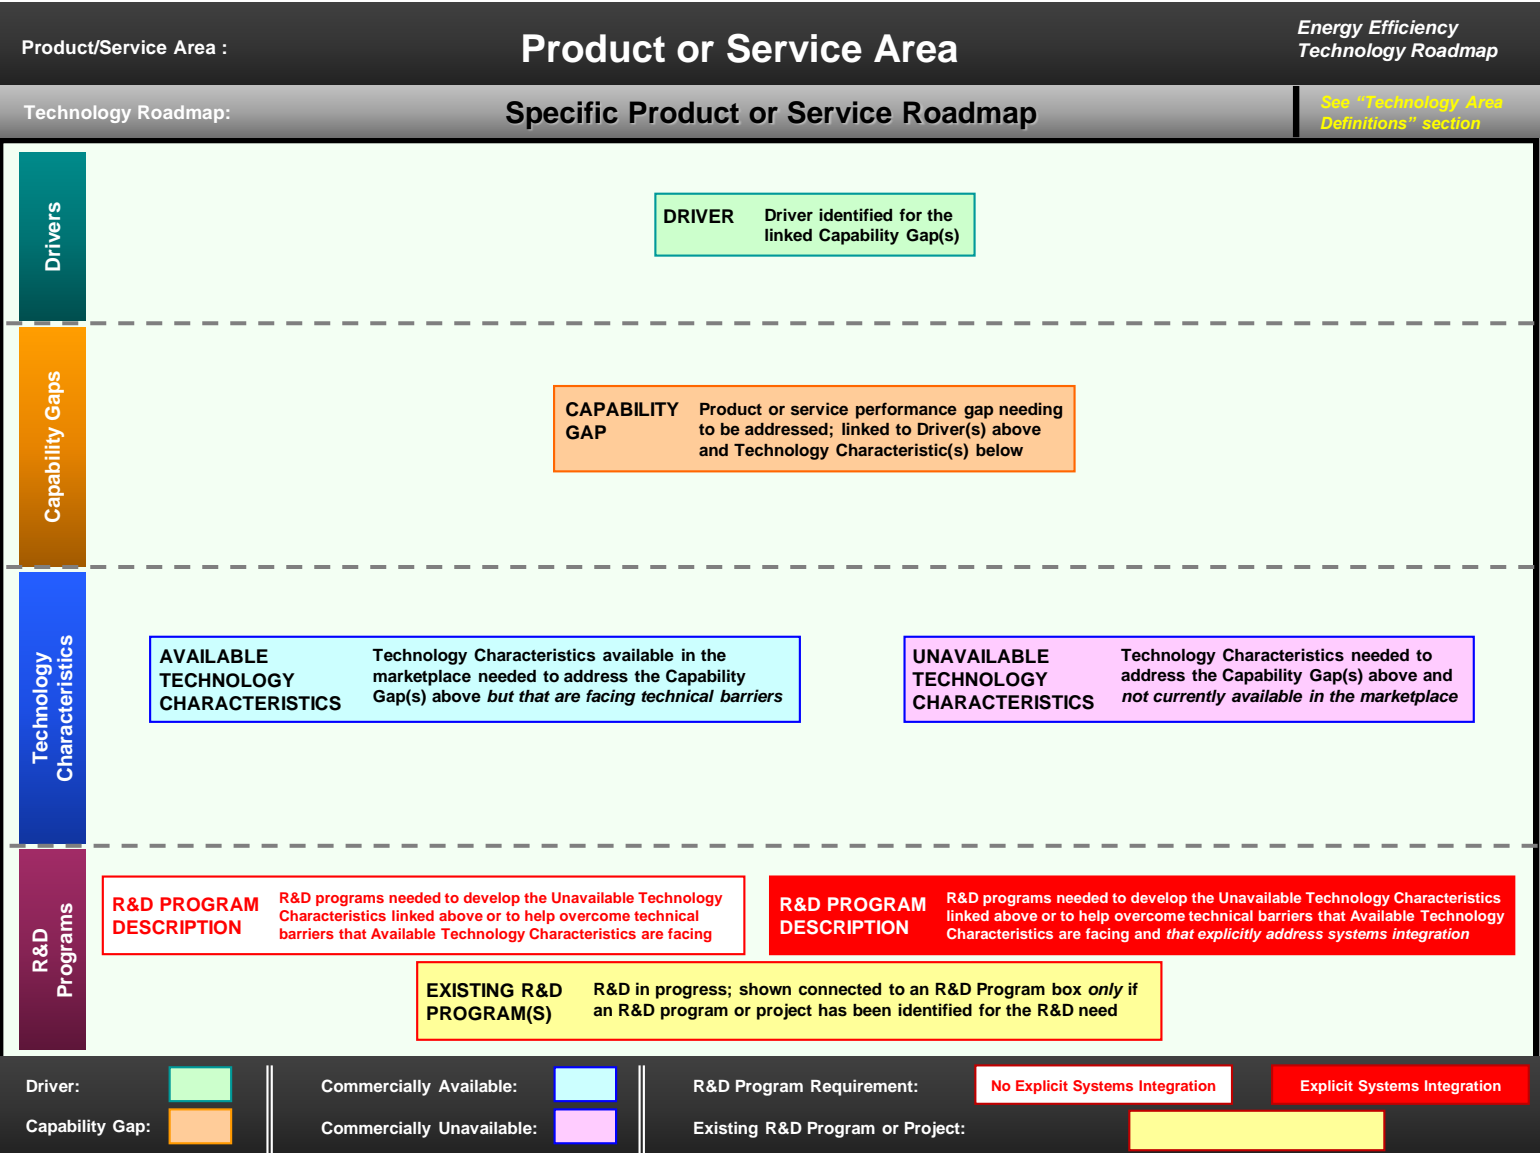 Product/Service Area :
Product or Service Area
Energy Efficiency
Technology Roadmap
Technology Roadmap:
Specific Product or Service Roadmap
See “Technology Area
Definitions” section
Drivers
DRIVER
Driver identified for the
linked Capability Gap(s)
Capability Gaps
CAPABILITY
GAP
Product or service performance gap needing
to be addressed; linked to Driver(s) above
and Technology Characteristic(s) below
Technology
Characteristics
AVAILABLE
TECHNOLOGY
CHARACTERISTICS
Technology Characteristics available in the
marketplace needed to address the Capability
Gap(s) above but that are facing technical barriers
UNAVAILABLE
TECHNOLOGY
CHARACTERISTICS
Technology Characteristics needed to
address the Capability Gap(s) above and
not currently available in the marketplace
R&D
Programs
R&D PROGRAM
DESCRIPTION
R&D programs needed to develop the Unavailable Technology
Characteristics linked above or to help overcome technical
barriers that Available Technology Characteristics are facing
R&D PROGRAM
DESCRIPTION
R&D programs needed to develop the Unavailable Technology Characteristics
linked above or to help overcome technical barriers that Available Technology
Characteristics are facing and that explicitly address systems integration
EXISTING R&D
PROGRAM(S)
R&D in progress; shown connected to an R&D Program box only if
an R&D program or project has been identified for the R&D need
Driver:
Capability Gap:
Commercially Available:
Commercially Unavailable:
R&D Program Requirement:
No Explicit Systems Integration
Explicit Systems Integration
Existing R&D Program or Project: